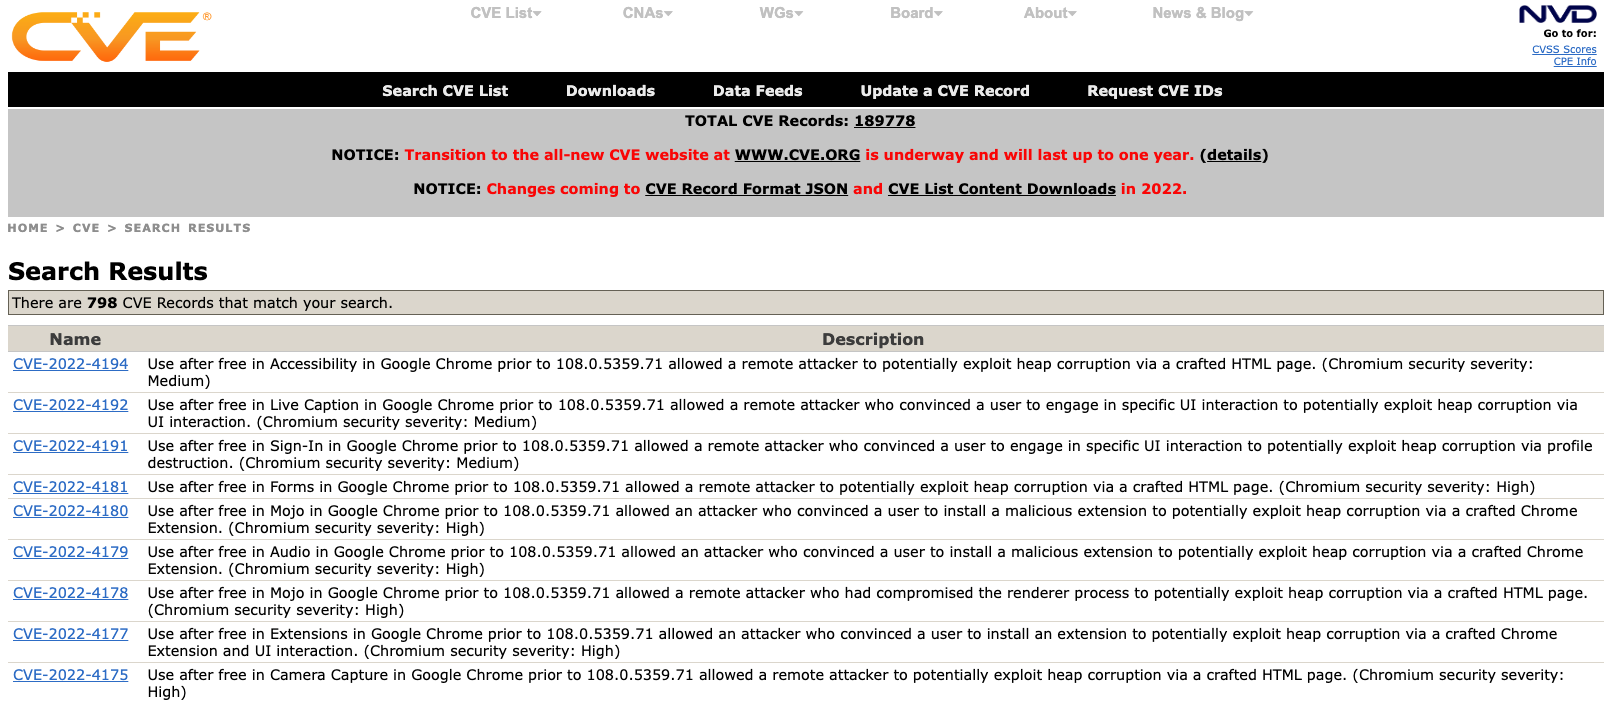 CVE®
CVE List▾ CNAs▾ WGs▾ Board▾ About▾ News & Blog▾
NVD
Go to for:
CVSS Scores
CPE Info
Search CVE List Downloads Data Feeds Update a CVE Record Request CVE IDs
TOTAL CVE Records: 189778
NOTICE: Transition to the all-new CVE website at WWW.CVE.ORG is underway and will last up to one year. (details)
NOTICE: Changes coming to CVE Record Format JSON and CVE List Content Downloads in 2022.
HOME > CVE > SEARCH RESULTS
Search Results
There are 798 CVE Records that match your search.
Name Description
CVE-2022-4194 Use after free in Accessibility in Google Chrome prior to 108.0.5359.71 allowed a remote attacker to potentially exploit heap corruption via a crafted HTML page. (Chromium security severity:
Medium)
CVE-2022-4192 Use after free in Live Caption in Google Chrome prior to 108.0.5359.71 allowed a remote attacker who convinced a user to engage in specific UI interaction to potentially exploit heap corruption via
UI interaction. (Chromium security severity: Medium)
CVE-2022-4191 Use after free in Sign-In in Google Chrome prior to 108.0.5359.71 allowed a remote attacker who convinced a user to engage in specific UI interaction to potentially exploit heap corruption via profile
destruction. (Chromium security severity: Medium)
CVE-2022-4181 Use after free in Forms in Google Chrome prior to 108.0.5359.71 allowed a remote attacker to potentially exploit heap corruption via a crafted HTML page. (Chromium security severity: High)
CVE-2022-4180 Use after free in Mojo in Google Chrome prior to 108.0.5359.71 allowed an attacker who convinced a user to install a malicious extension to potentially exploit heap corruption via a crafted Chrome
Extension. (Chromium security severity: High)
CVE-2022-4179 Use after free in Audio in Google Chrome prior to 108.0.5359.71 allowed an attacker who convinced a user to install a malicious extension to potentially exploit heap corruption via a crafted Chrome
Extension. (Chromium security severity: High)
CVE-2022-4178 Use after free in Mojo in Google Chrome prior to 108.0.5359.71 allowed a remote attacker who had compromised the renderer process to potentially exploit heap corruption via a crafted HTML page.
(Chromium security severity: High)
CVE-2022-4177 Use after free in Extensions in Google Chrome prior to 108.0.5359.71 allowed an attacker who convinced a user to install an extension to potentially exploit heap corruption via a crafted Chrome
Extension and UI interaction. (Chromium security severity: High)
CVE-2022-4175 Use after free in Camera Capture in Google Chrome prior to 108.0.5359.71 allowed a remote attacker to potentially exploit heap corruption via a crafted HTML page. (Chromium security severity:
High)